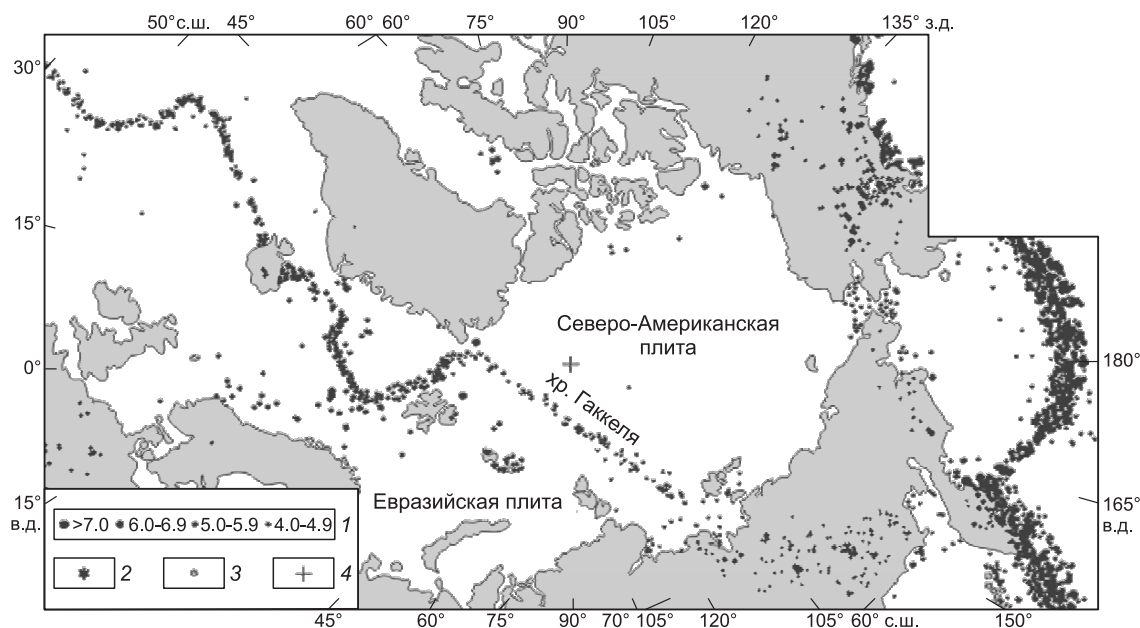 50°с.ш. 45° 60° 60° 75° 90° 105° 120° 135° з.д.
30°
15°
0°
180°
Северо-Американская
плита
хр. Гаккеля
Евразийская плита
15°
в.д.
165°
в.д.
>7.0 6.0-6.9 5.0-5.9 4.0-4.9 1
2 3 4
45° 60° 75° 90° 70° 105° 120° 105° 60° с.ш. 150°